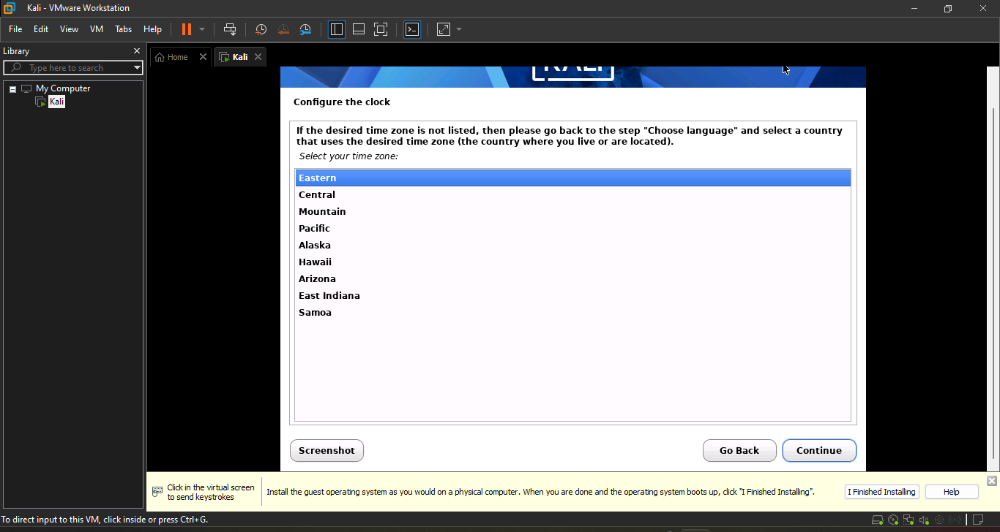 Kali - VMware Workstation
File Edit View VM Tabs Help
Library
Home
Kali
Type here to search
My Computer
Kali
KALI
Configure the clock
If the desired time zone is not listed, then please go back to the step "Choose language" and select a country
that uses the desired time zone (the country where you live or are located).
Select your time zone:
Eastern
Central
Mountain
Pacific
Alaska
Hawaii
Arizona
East Indiana
Samoa
Screenshot
Go Back
Continue
Click in the virtual screen
to send keystrokes
Install the guest operating system as you would on a physical computer. When you are done and the operating system boots up, click "I Finished Installing".
I Finished Installing
Help
To direct input to this VM, click inside or press Ctrl+G.